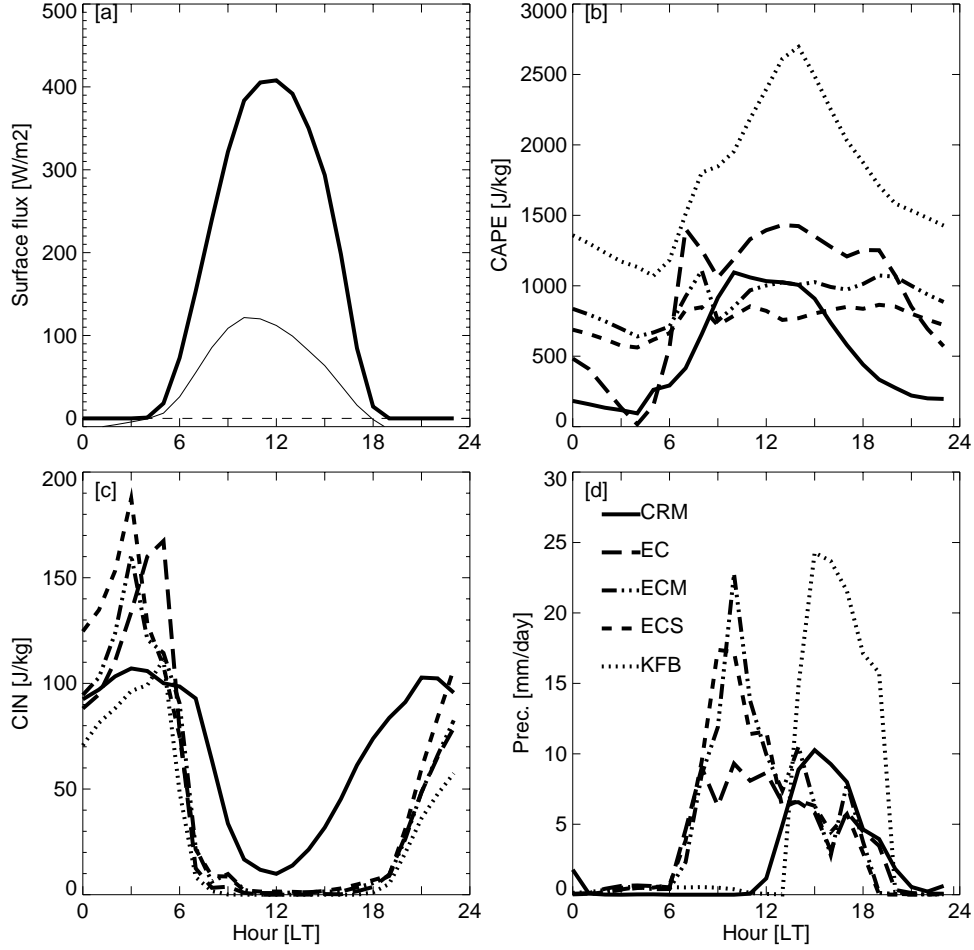 [a]
500
400
300
200
100
0
Surface flux [W/m2]
0 6 12 18 24
[b]
3000
2500
2000
1500
1000
500
0
CAPE [J/kg]
0 6 12 18 24
[c]
200
150
100
50
0
CIN [J/kg]
0 6 12 18 24
Hour [LT]
[d]
30
25
20
15
10
5
0
Prec. [mm/day]
CRM
EC
ECM
ECS
KFB
0 6 12 18 24
Hour [LT]